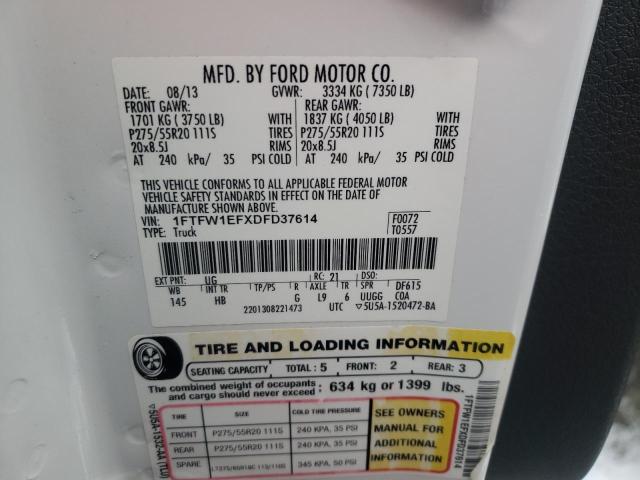 MFD. BY FORD MOTOR CO.
DATE: 08/13 GVWR: 3334 KG (7350 LB)
FRONT GAWR: REAR GAWR:
1701 KG (3750 LB) WITH 1837 KG (4050 LB) WITH
P275/55R20 111S TIRES P275/55R20 111S TIRES
20x8.5J RIMS 20x8.5J RIMS
AT 240 kPa/ 35 PSI COLD AT 240 kPa/ 35 PSI COLD
THIS VEHICLE CONFORMS TO ALL APPLICABLE FEDERAL MOTOR
VEHICLE SAFETY STANDARDS IN EFFECT ON THE DATE OF
MANUFACTURE SHOWN ABOVE.
VIN: 1FTFW1EFXDFD37614 F0072
TYPE: Truck T0557
EXT PNT: UG RC: 21 DSO:
WB INT TR TP/PS R AXLE TR SPR DF615
145 HB G L9 6 UUGG COA
2201308221473 UTC ▽5U5A-1520472-BA
TIRE AND LOADING INFORMATION
SEATING CAPACITY TOTAL : 5 FRONT: 2 REAR: 3
The combined weight of occupants
and cargo should never exceed : 634 kg or 1399 lbs.
TIRE SIZE COLD TIRE PRESSURE
FRONT P275/55R20 111S 240 KPA, 35 PSI
REAR P275/55R20 111S 240 KPA, 35 PSI
SPARE 345 KPA, 50 PSI
SEE OWNERS
MANUAL FOR
ADDITIONAL
INFORMATION